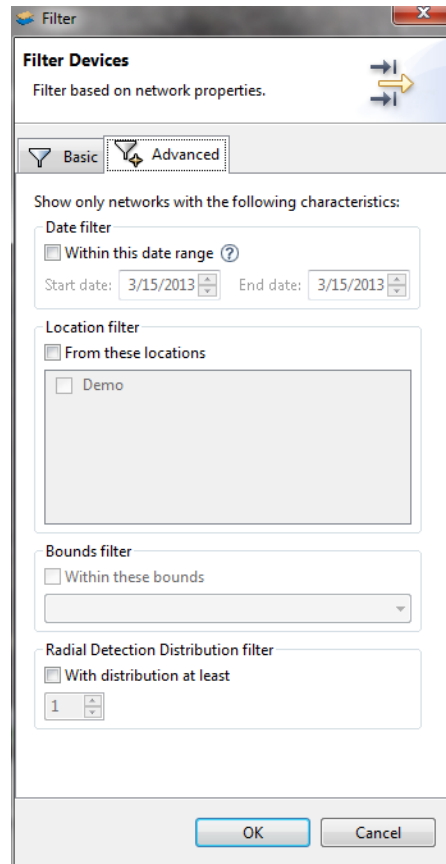 Filter
Filter Devices
Filter based on network properties.
Basic Advanced
Show only networks with the following characteristics:
Date filter
Within this date range ?
Start date: 3/15/2013 End date: 3/15/2013
Location filter
From these locations
Demo
Bounds filter
Within these bounds
Radial Detection Distribution filter
With distribution at least
1
OK Cancel